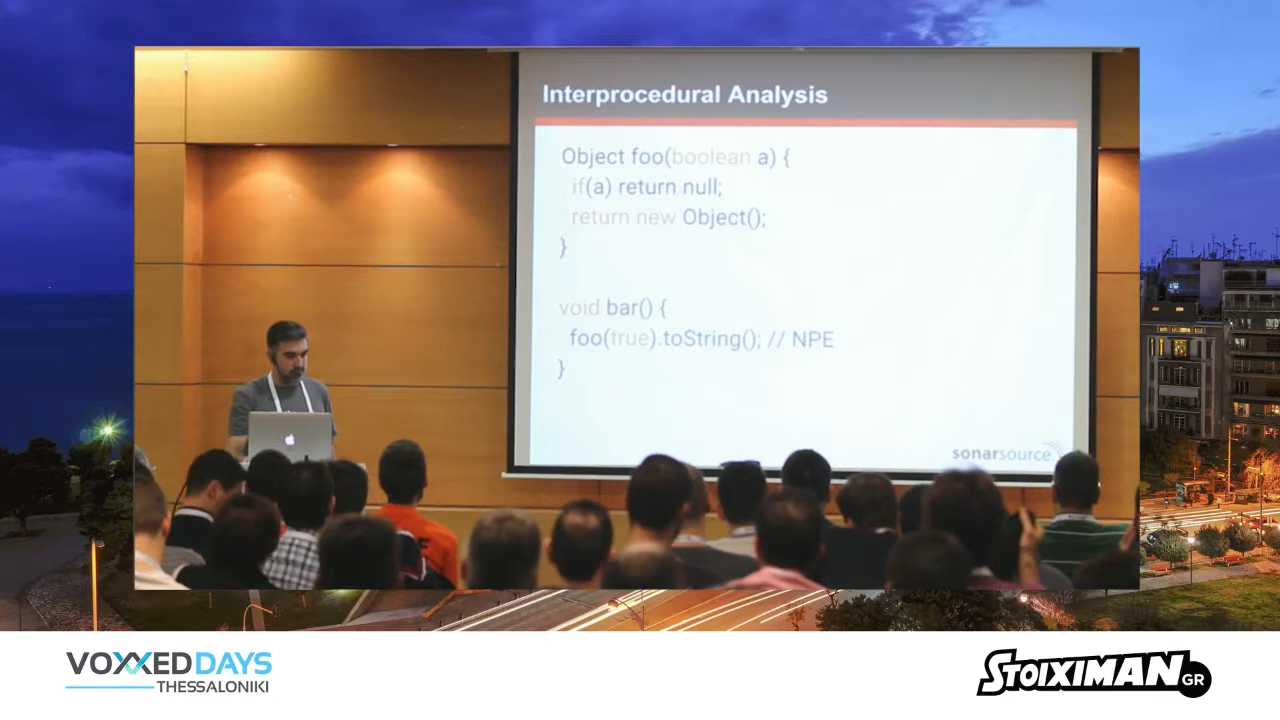 Interprocedural Analysis
Object foo(boolean a) {
if(a) return null;
return new Object();
}
void bar() {
foo(true).toString(); // NPE
}
sonarsource
VOXXED DAYS
THESSALONIKI
STOIXIMAN GR